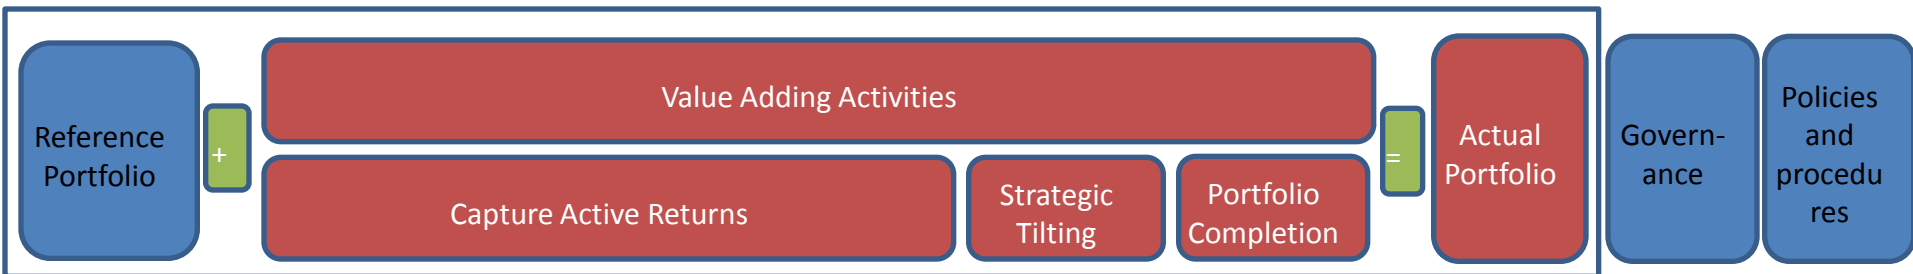 Reference
Portfolio
+
Value Adding Activities
Capture Active Returns
Strategic
Tilting
Portfolio
Completion
=
Actual
Portfolio
Govern-
ance
Policies
and
procedu
res